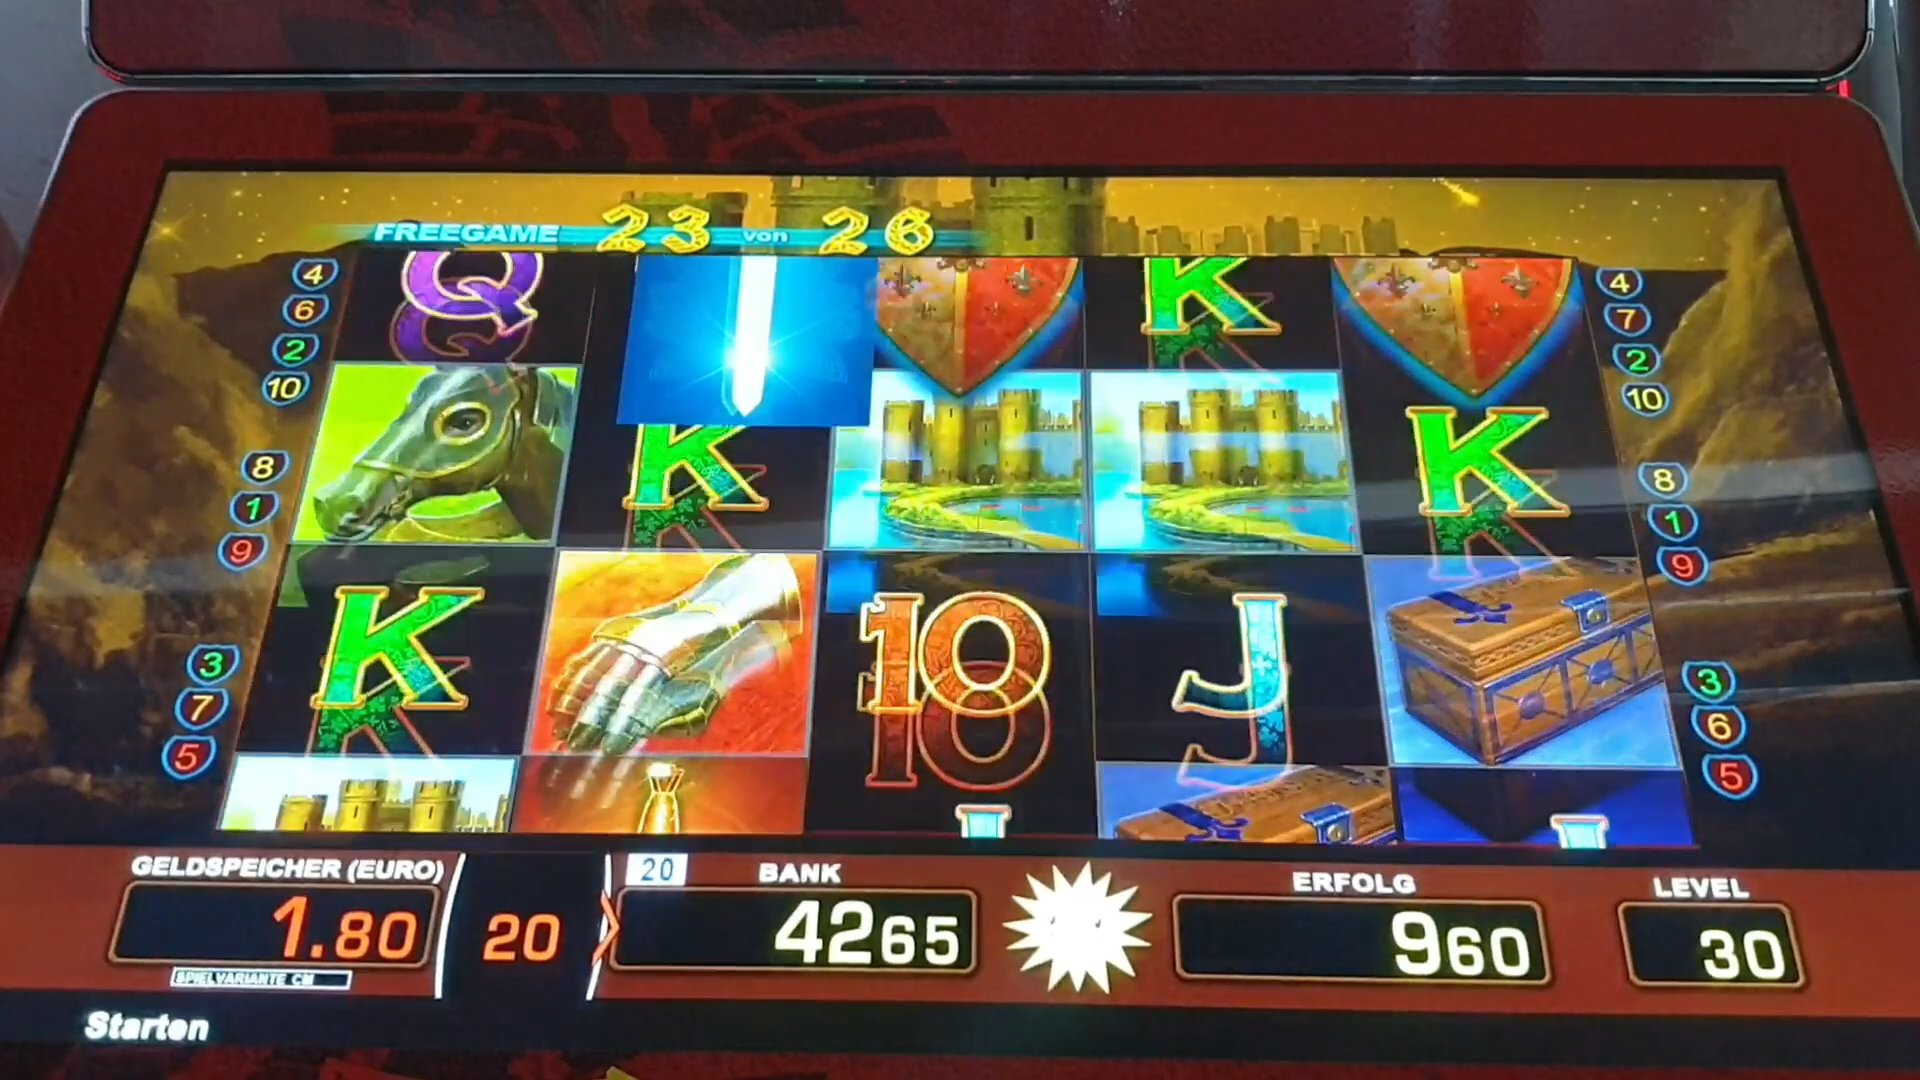 FREEGAME 23 von 26
4 Q K 4
6 7
2 2
10 10
K K
8 8
1 1
9 9
K 10 J
3 3
7 6
5 5
J J
GELDSPEICHER (EURO) 20 BANK ERFOLG LEVEL
1.80 20 4265 960 30
SPIELVARIANTE CM
Starten